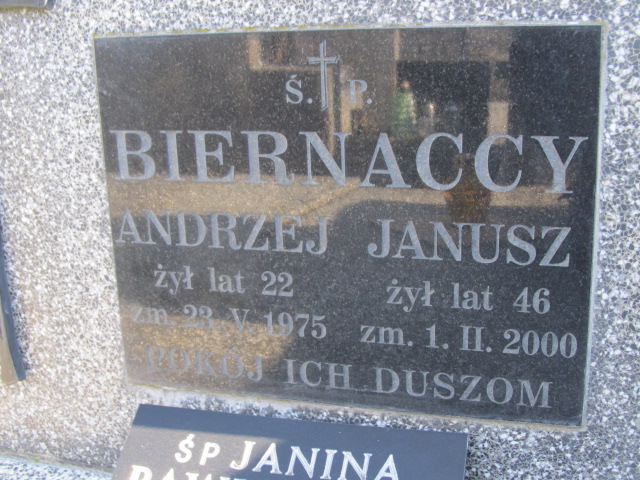 Ś. P.
BIERNACCY
ANDRZEJ JANUSZ
żył lat 22 żył lat 46
zm. 23. V. 1975 zm. 1. II. 2000
POKÓJ ICH DUSZOM
ŚP JANINA